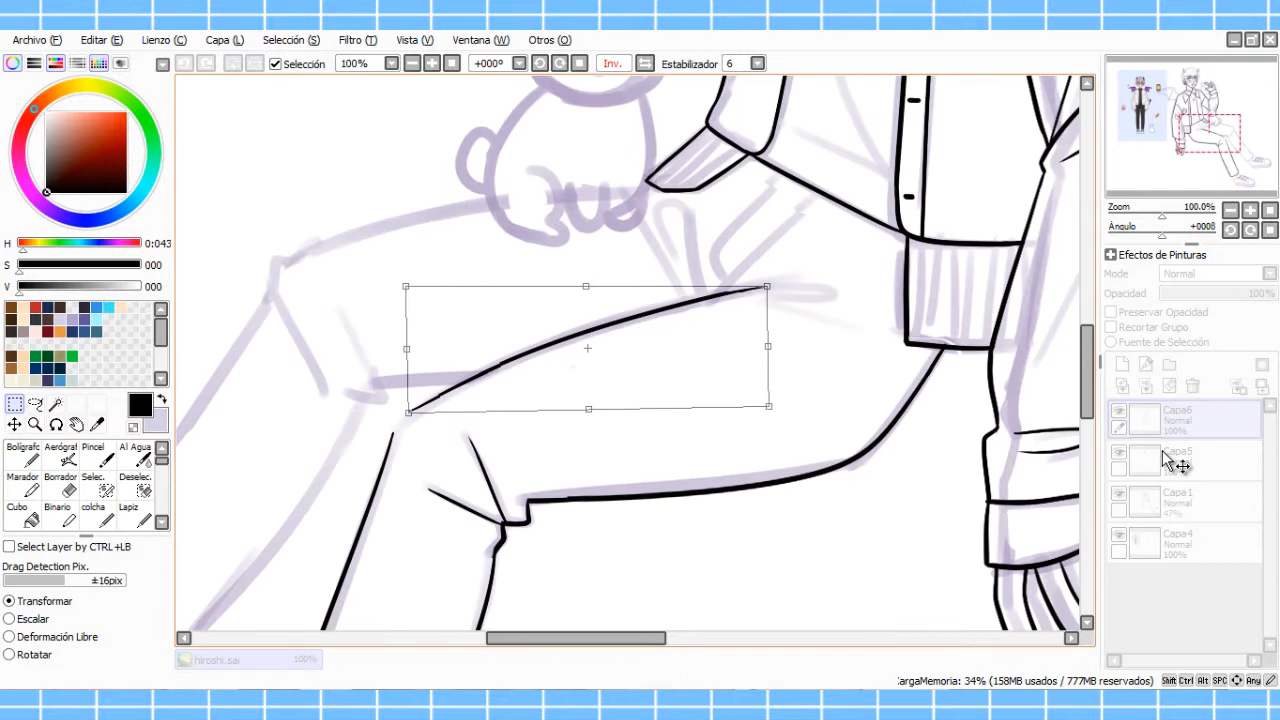 Archivo (F) Editar (E) Lienzo (C) Capa (L) Selección (S) Filtro (T) Vista (V) Ventana (W) Otros (O)
Selección 100% +000º Inv. Estabilizador 6
Zoom 100.0%
Ángulo +0008
Efectos de Pinturas
Mode Normal
Opacidad 100%
Preservar Opacidad
Recortar Grupo
Fuente de Selección
H 0:043
S 000
V 000
Capa6
Normal
100%
Capa5
Capa1
Normal
47%
Capa4
Normal
100%
Bolígrafo Aerógrafo Pincel Al Agua
Marador Borrador Selec. Deselec.
Cubo Binario colcha Lapiz
Select Layer by CTRL+LB
Drag Detection Pix.
±16pix
Transformar
Escalar
Deformación Libre
Rotatar
hiroshi.sai 100%
CargaMemoria: 34% (158MB usados / 777MB reservados) Shift Ctrl Alt SPC Any